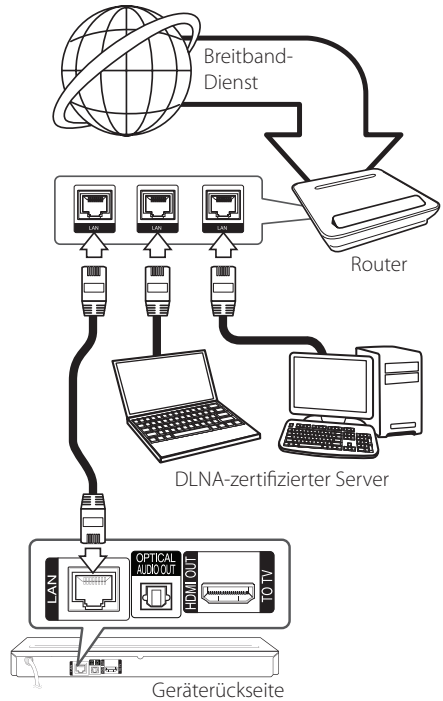 Breitband-
Dienst
LAN
LAN
LAN
Router
DLNA-zertifizierter Server
LAN
OPTICAL
AUDIO OUT
HDMI OUT
TO TV
Geräterückseite